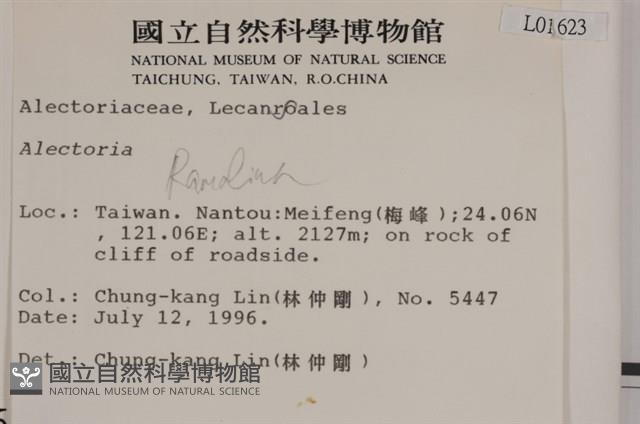 國立自然科學博物館
L01623
NATIONAL MUSEUM OF NATURAL SCIENCE
TAICHUNG, TAIWAN, R.O.CHINA
Alectoriaceae, Lecanroales
Alectoria
Ramalina
Loc.: Taiwan. Nantou:Meifeng(梅峰);24.06N
, 121.06E; alt. 2127m; on rock of
cliff of roadside.
Col.: Chung-kang Lin(林仲剛), No. 5447
Date: July 12, 1996.
Det.: Chung-kang Lin(林仲剛)
國立自然科學博物館
NATIONAL MUSEUM OF NATURAL SCIENCE